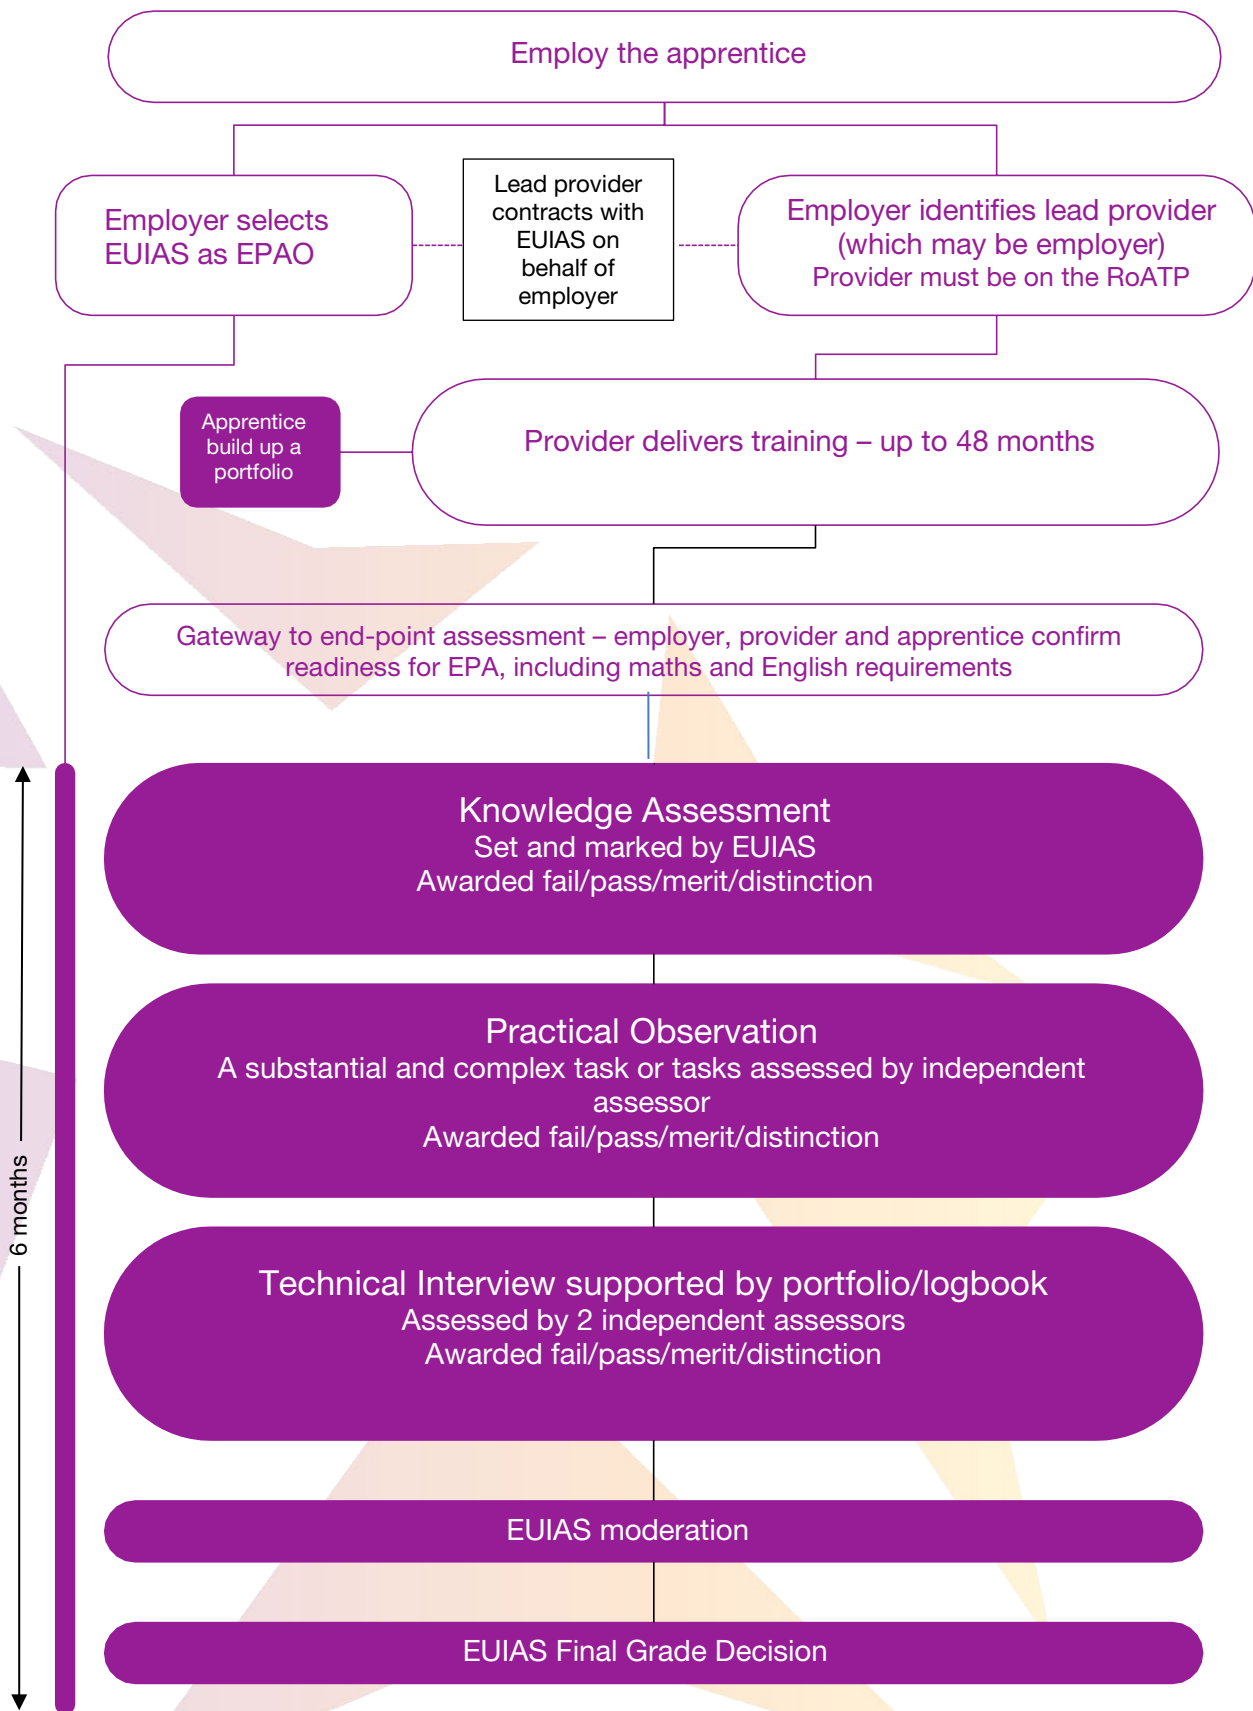 Employ the apprentice
Employer selects
EUIAS as EPAO
Lead provider
contracts with
EUIAS on
behalf of
employer
Employer identifies lead provider
(which may be employer)
Provider must be on the RoATP
Apprentice
build up a
portfolio
Provider delivers training – up to 48 months
Gateway to end-point assessment – employer, provider and apprentice confirm
readiness for EPA, including maths and English requirements
Knowledge Assessment
Set and marked by EUIAS
Awarded fail/pass/merit/distinction
Practical Observation
A substantial and complex task or tasks assessed by independent
assessor
Awarded fail/pass/merit/distinction
6 months
Technical Interview supported by portfolio/logbook
Assessed by 2 independent assessors
Awarded fail/pass/merit/distinction
EUIAS moderation
EUIAS Final Grade Decision